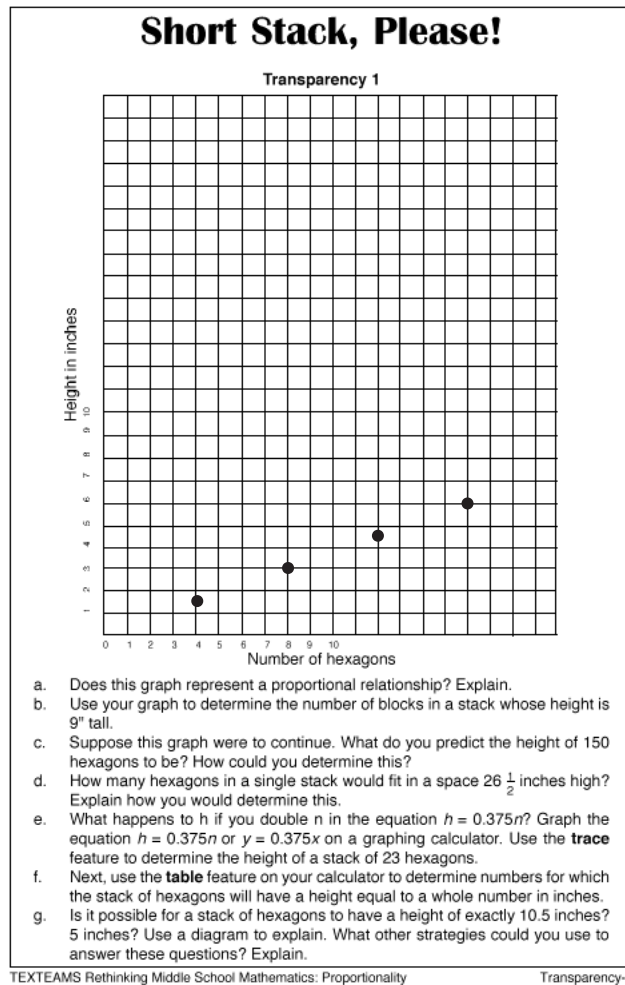 Short Stack, Please!
Transparency 1
Height in inches
10
9
8
7
6
5
4
3
2
1
0 1 2 3 4 5 6 7 8 9 10
Number of hexagons
a. Does this graph represent a proportional relationship? Explain.
b. Use your graph to determine the number of blocks in a stack whose height is
9" tall.
c. Suppose this graph were to continue. What do you predict the height of 150
hexagons to be? How could you determine this?
d. How many hexagons in a single stack would fit in a space 26 1/2 inches high?
Explain how you would determine this.
e. What happens to h if you double n in the equation h = 0.375n? Graph the
equation h = 0.375n or y = 0.375x on a graphing calculator. Use the trace
feature to determine the height of a stack of 23 hexagons.
f. Next, use the table feature on your calculator to determine numbers for which
the stack of hexagons will have a height equal to a whole number in inches.
g. Is it possible for a stack of hexagons to have a height of exactly 10.5 inches?
5 inches? Use a diagram to explain. What other strategies could you use to
answer these questions? Explain.
TEXTEAMS Rethinking Middle School Mathematics: Proportionality Transparency-